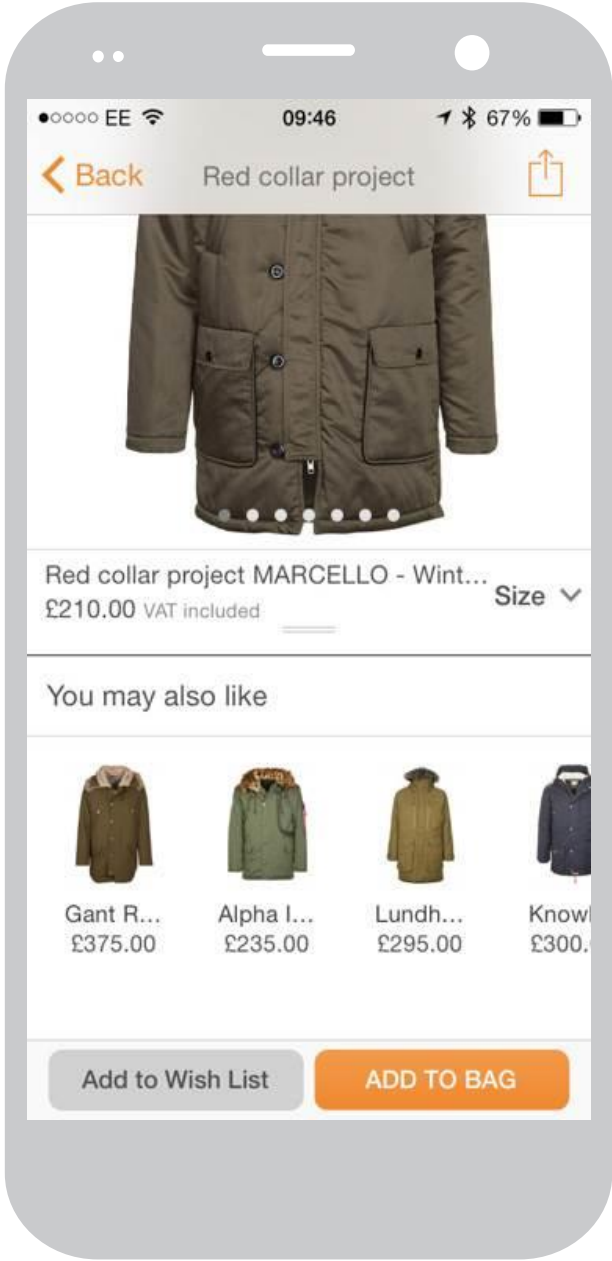 EE 09:46 67%
Back Red collar project
Red collar project MARCELLO - Wint...
£210.00 VAT included
Size
You may also like
Gant R... Alpha I... Lundh... Knowl
£375.00 £235.00 £295.00 £300.
Add to Wish List ADD TO BAG